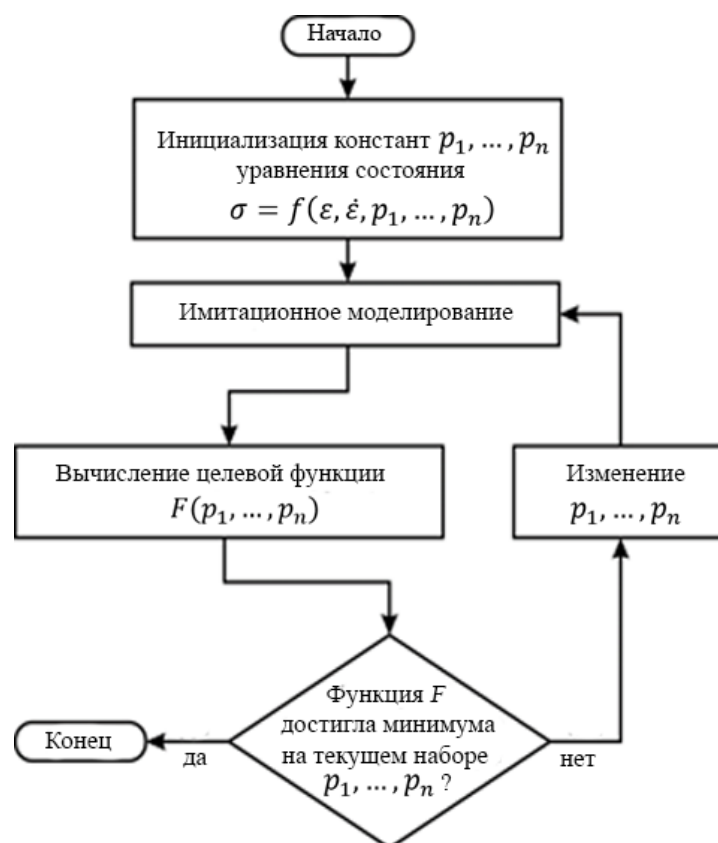 Начало
Инициализация констант p₁, ..., pₙ
уравнения состояния
σ = f(ε, ε̇, p₁, ..., pₙ)
Имитационное моделирование
Вычисление целевой функции
F(p₁, ..., pₙ)
Изменение
p₁, ..., pₙ
Функция F
достигла минимума
на текущем наборе
p₁, ..., pₙ ?
Конец
да
нет